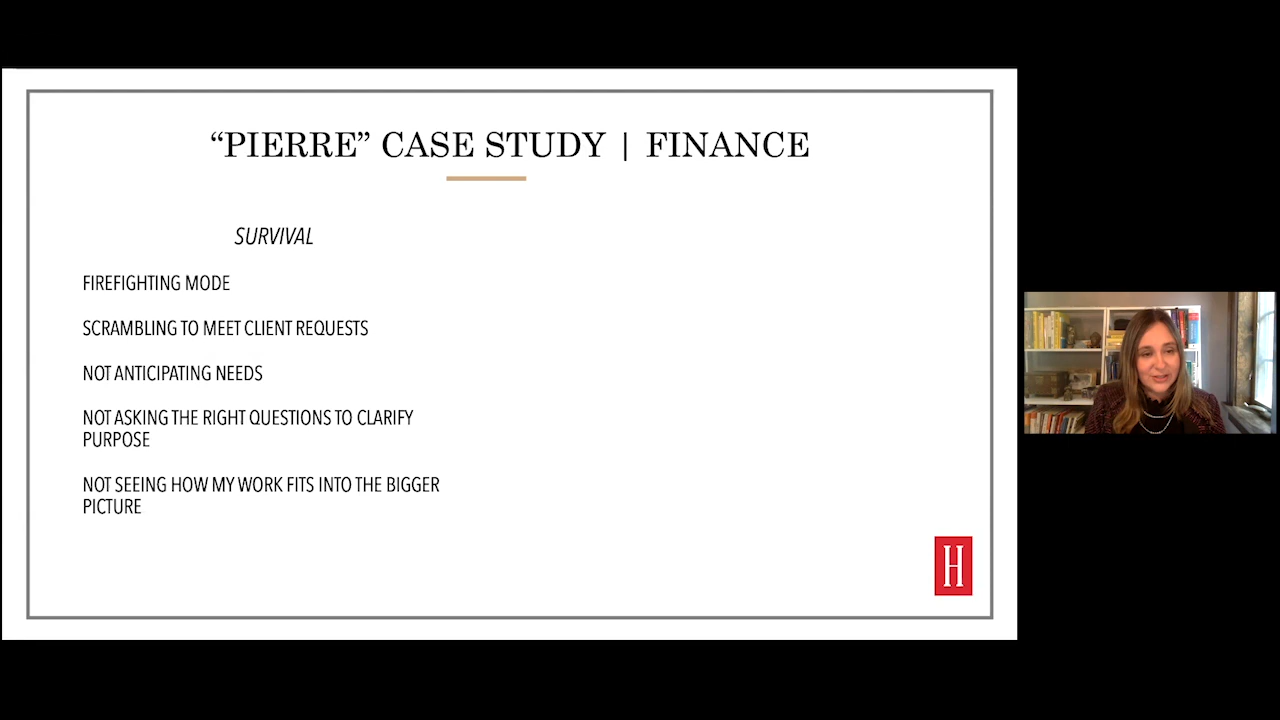 “PIERRE” CASE STUDY | FINANCE
SURVIVAL
FIREFIGHTING MODE
SCRAMBLING TO MEET CLIENT REQUESTS
NOT ANTICIPATING NEEDS
NOT ASKING THE RIGHT QUESTIONS TO CLARIFY
PURPOSE
NOT SEEING HOW MY WORK FITS INTO THE BIGGER
PICTURE
H